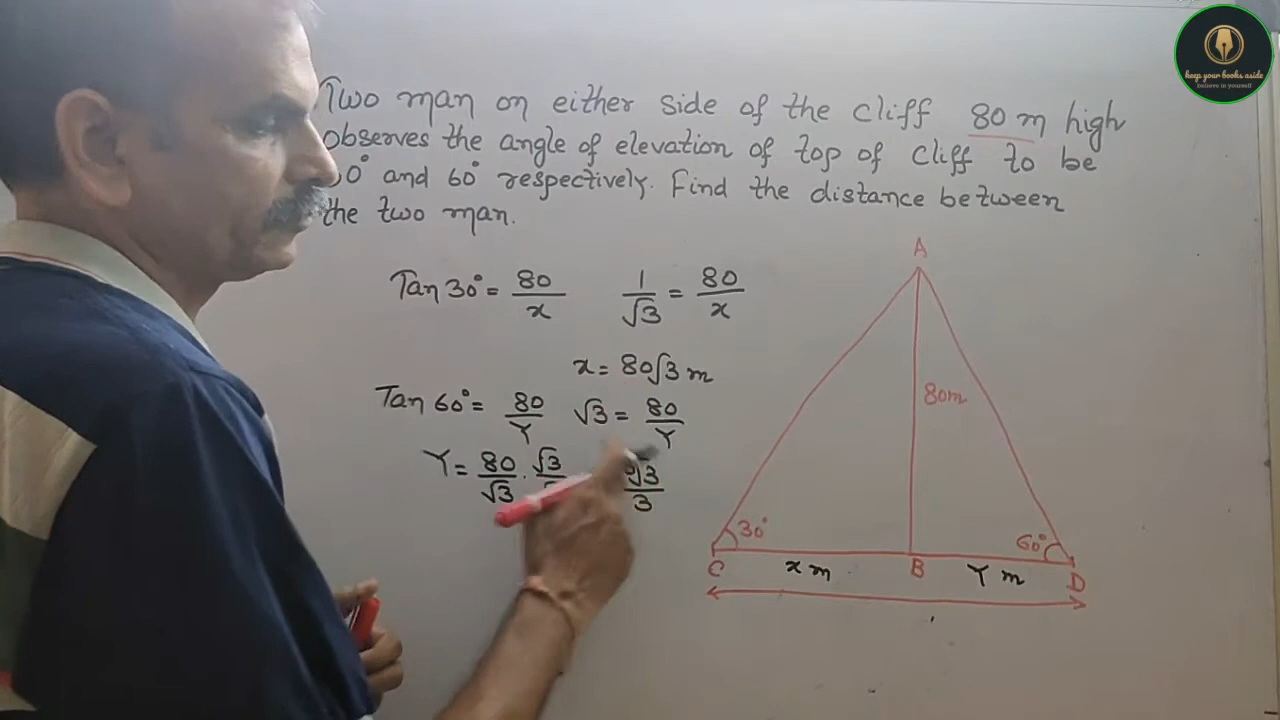 Two man on either side of the cliff 80 m high
observes the angle of elevation of top of Cliff to be
0° and 60° respectively. Find the distance between
the two man.
Tan 30° = 80/x 1/√3 = 80/x
x = 80√3 m
Tan 60° = 80/Y √3 = 80/Y
Y = 80/√3 . √3 √3/3
A
80m
30°
60°
C x m B Y m D
keep your books aside
believe in yourself